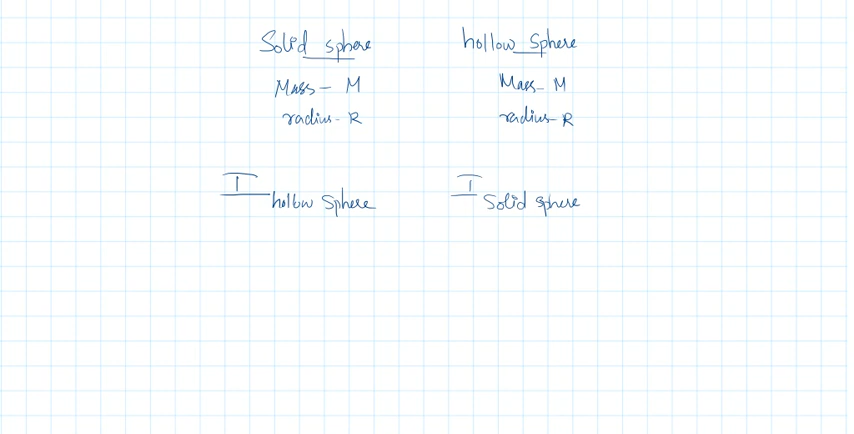 Solid sphere hollow Sphere
Mass – M Mass – M
radius – R radius – R
I hollow Sphere I Solid sphere